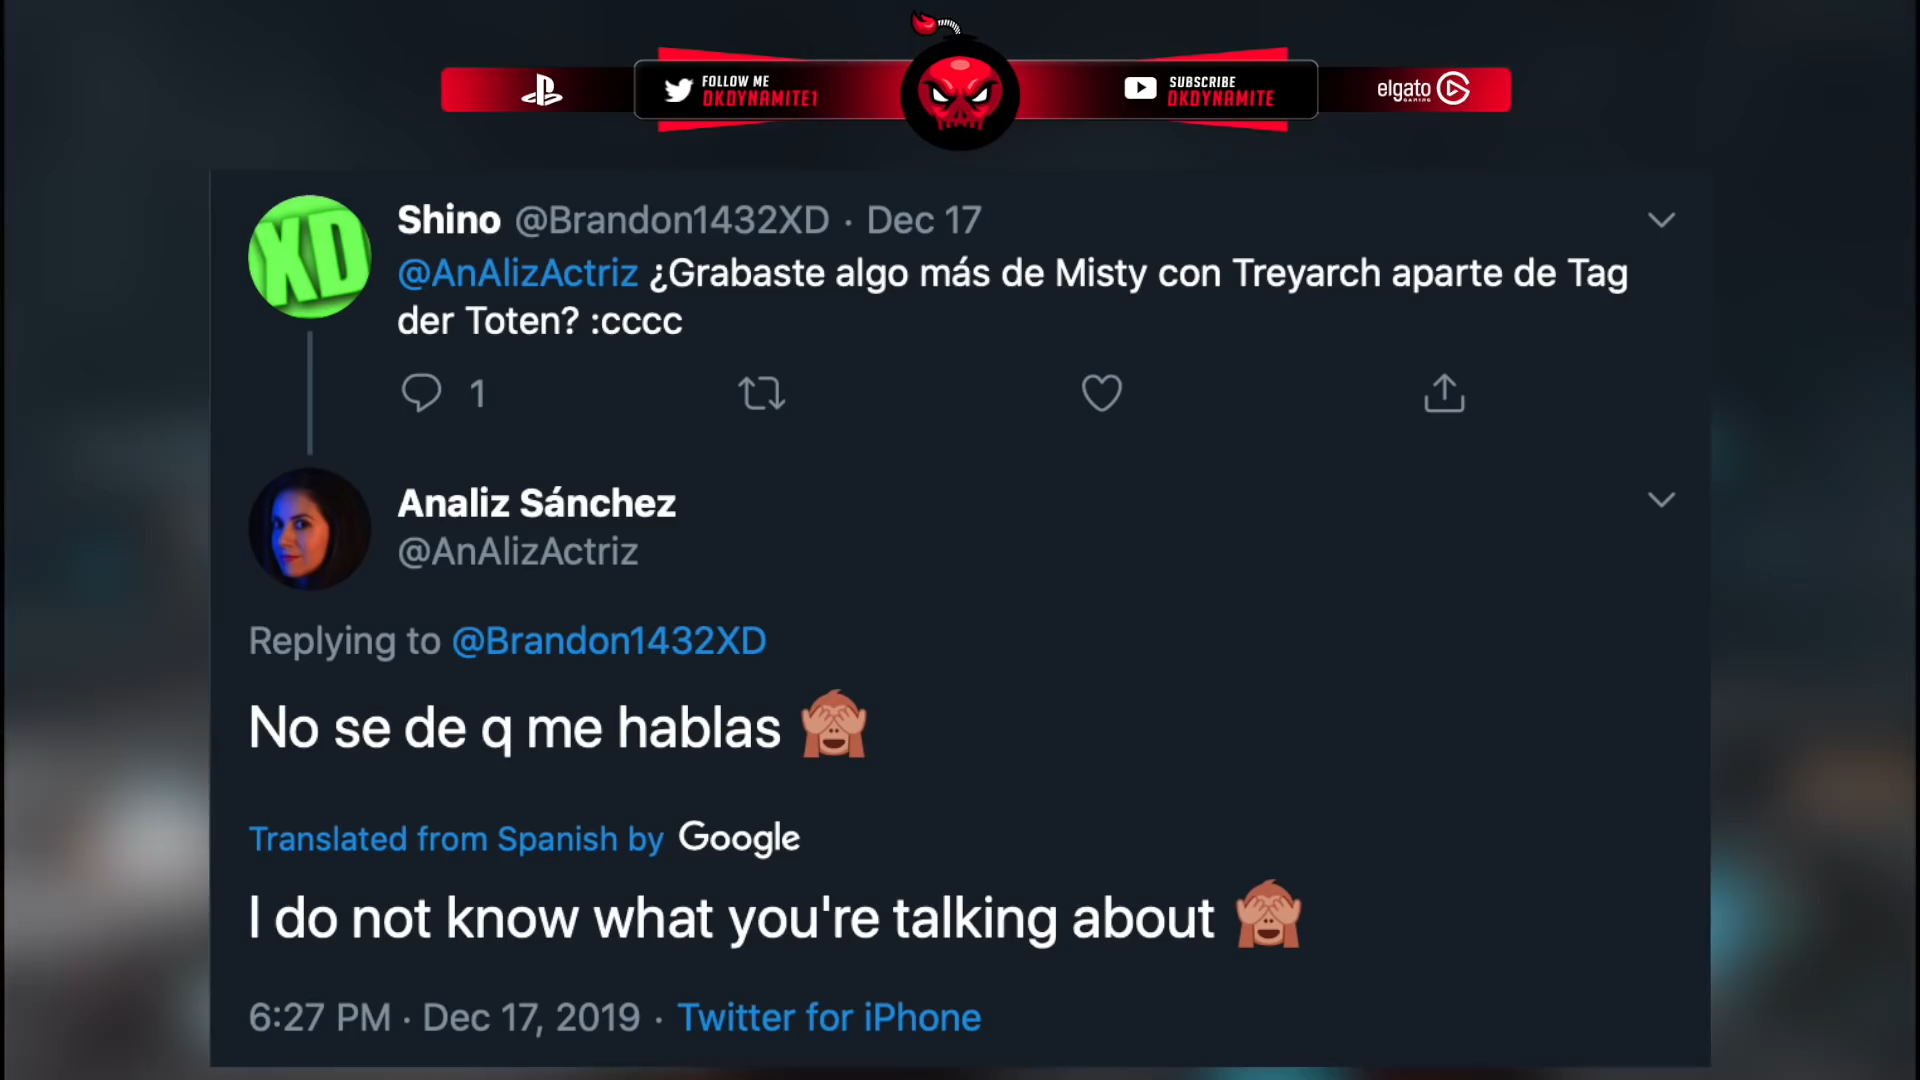 FOLLOW ME
DKDYNAMITE1
SUBSCRIBE
DKDYNAMITE
elgato
GAMING
XD
Shino @Brandon1432XD · Dec 17
@AnAlizActriz ¿Grabaste algo más de Misty con Treyarch aparte de Tag
der Toten? :cccc
1
Analiz Sánchez
@AnAlizActriz
Replying to @Brandon1432XD
No se de q me hablas 🙈
Translated from Spanish by Google
I do not know what you're talking about 🙈
6:27 PM · Dec 17, 2019 · Twitter for iPhone